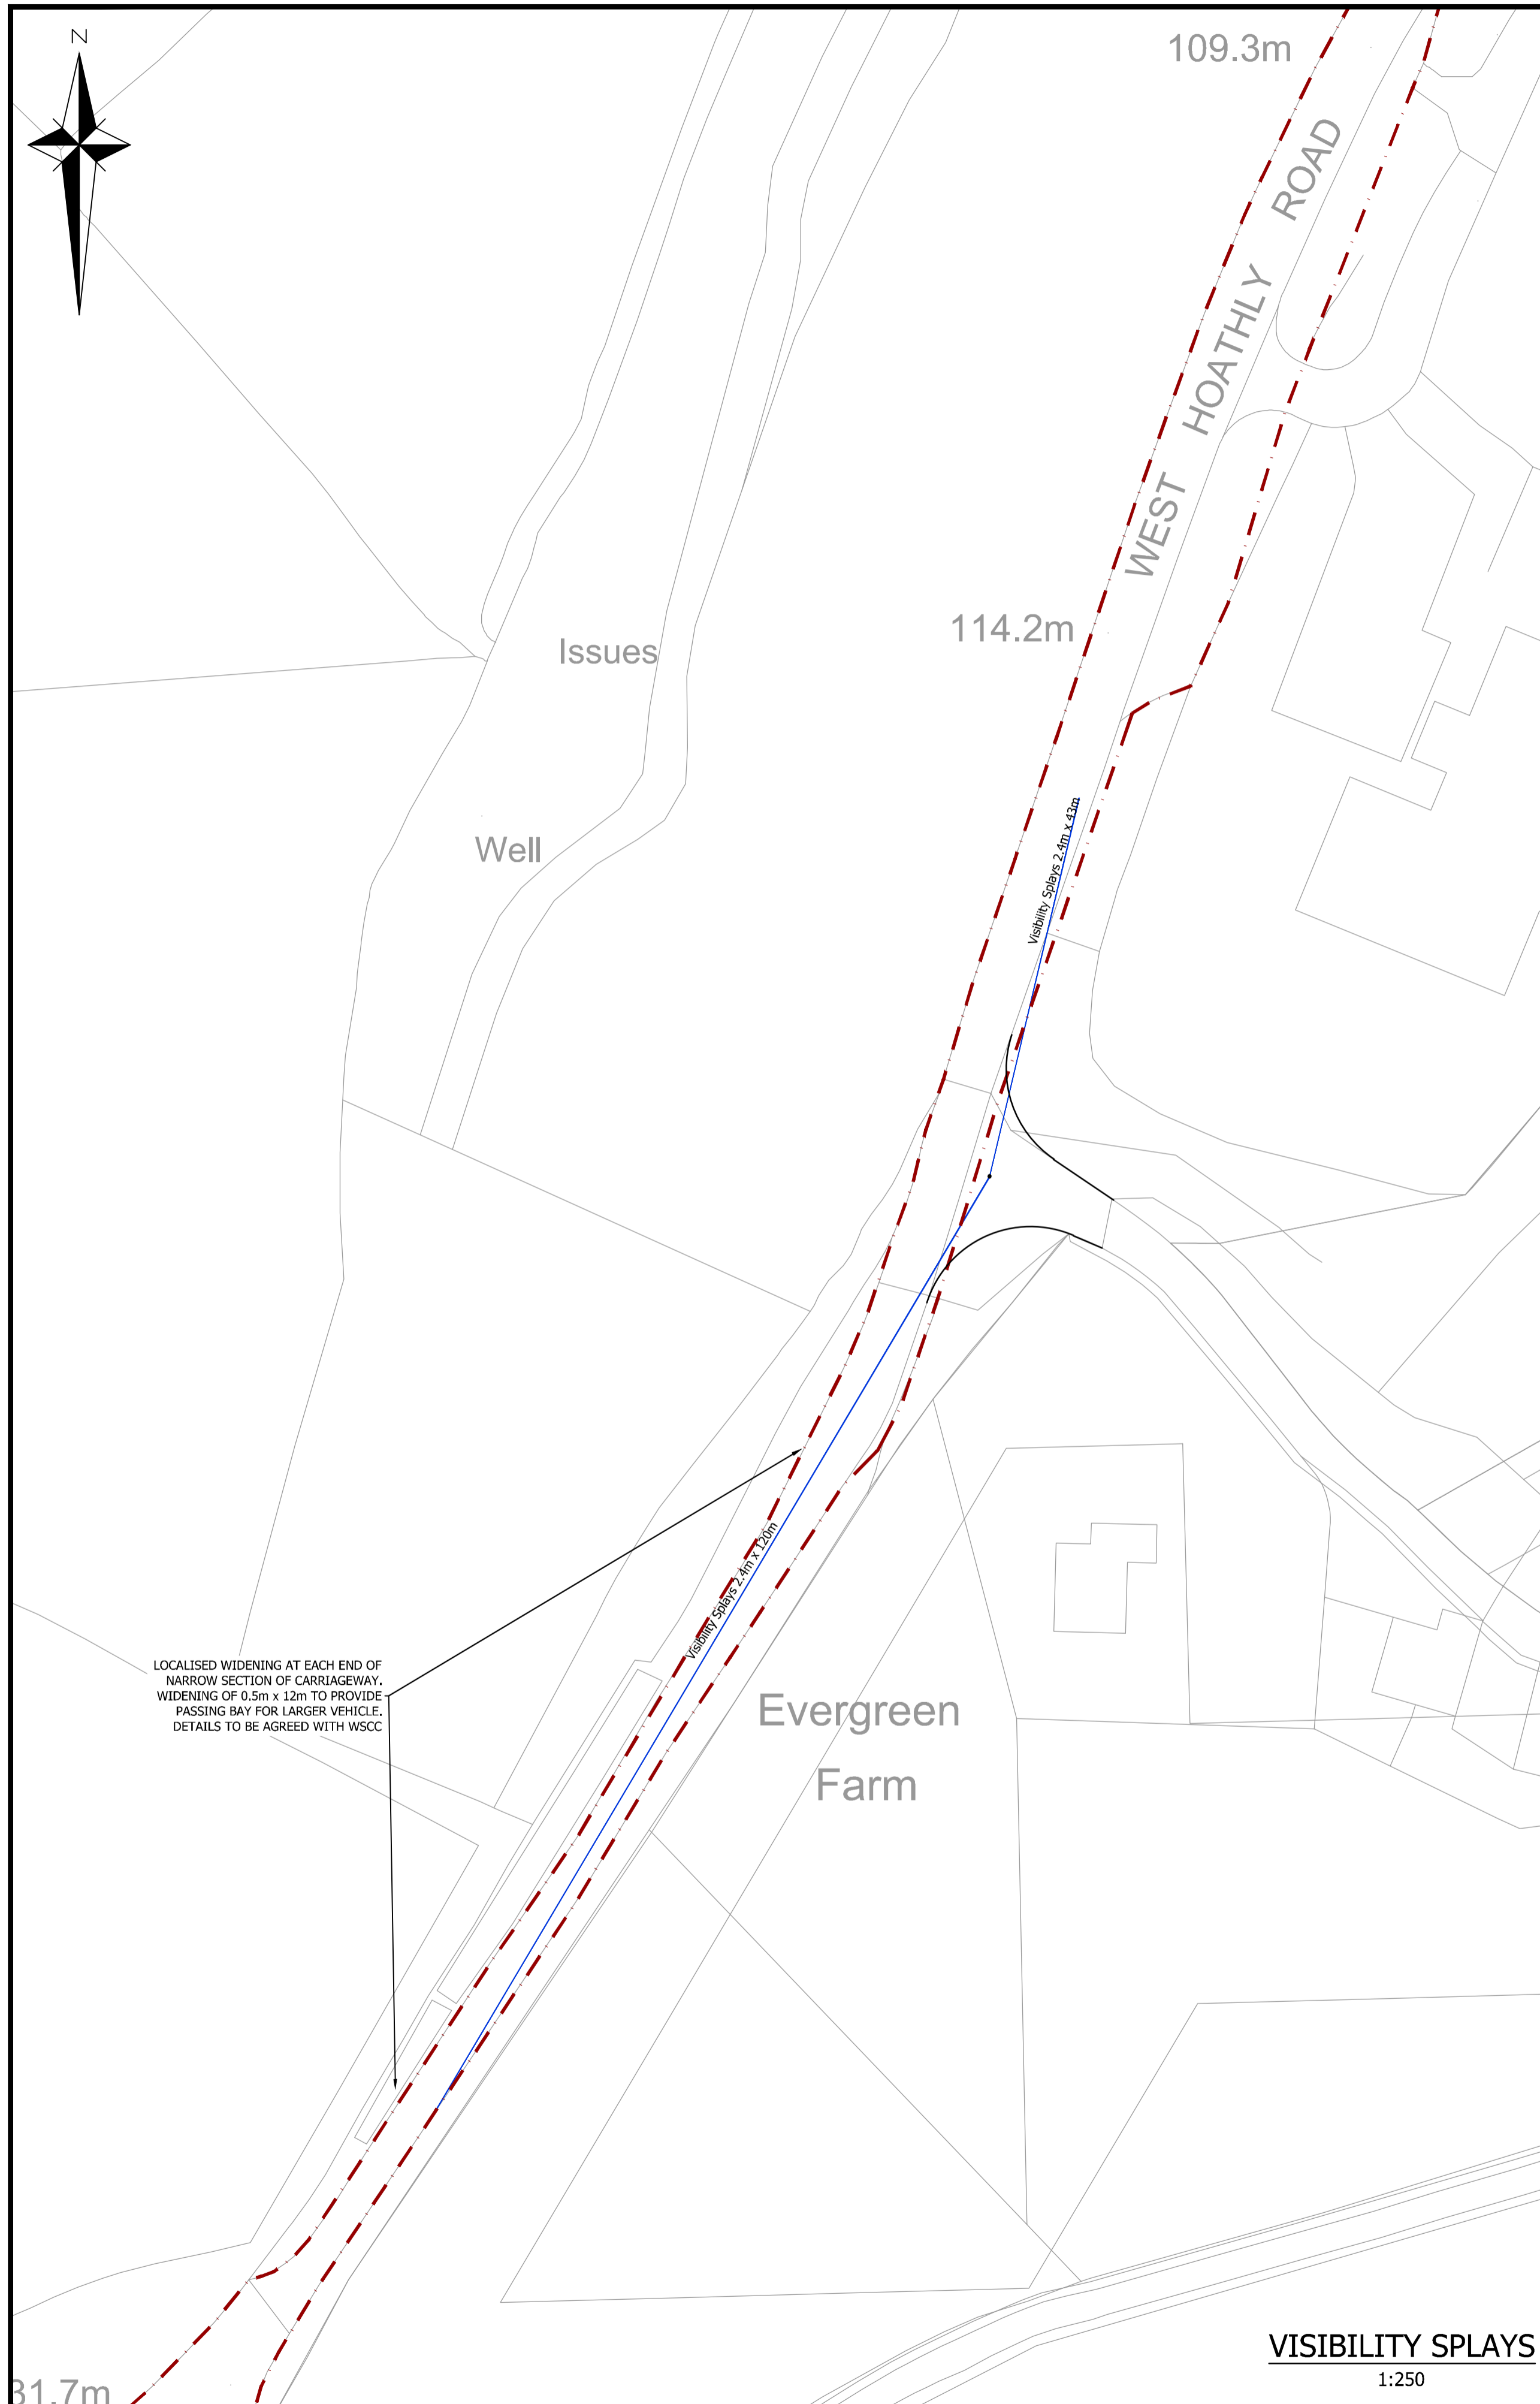 N
109.3m
WEST HOATHLY ROAD
114.2m
Issues
Well
Visibility Splays 2.4m x 43m
Visibility Splays 2.4m x 120m
LOCALISED WIDENING AT EACH END OF
NARROW SECTION OF CARRIAGEWAY.
WIDENING OF 0.5m x 12m TO PROVIDE
PASSING BAY FOR LARGER VEHICLE.
DETAILS TO BE AGREED WITH WSCC
Evergreen
Farm
VISIBILITY SPLAYS
1:250